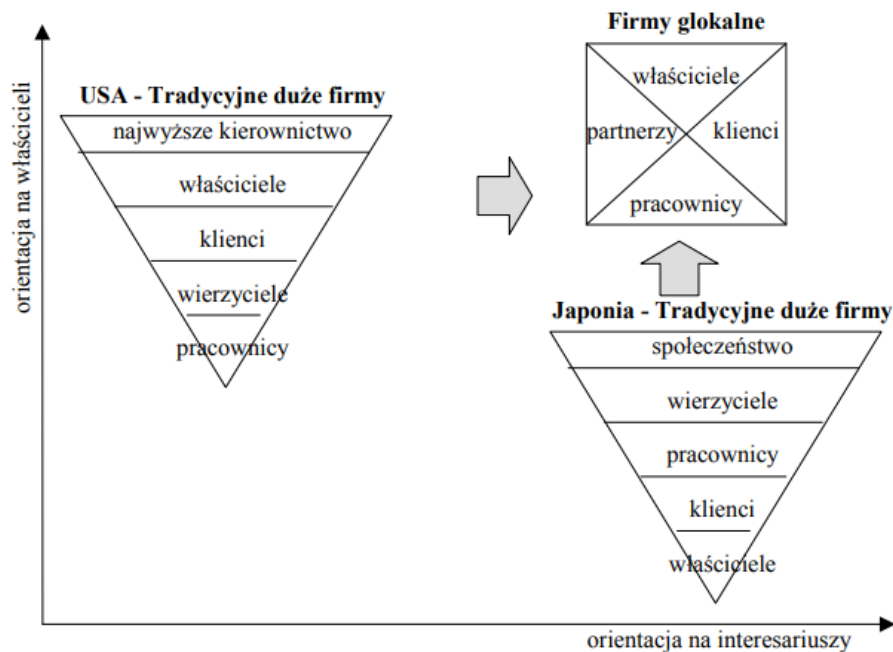 Firmy glokalne
właściciele
partnerzy
klienci
pracownicy
USA - Tradycyjne duże firmy
najwyższe kierownictwo
właściciele
klienci
wierzyciele
pracownicy
Japonia - Tradycyjne duże firmy
społeczeństwo
wierzyciele
pracownicy
klienci
właściciele
orientacja na właścicieli
orientacja na interesariuszy